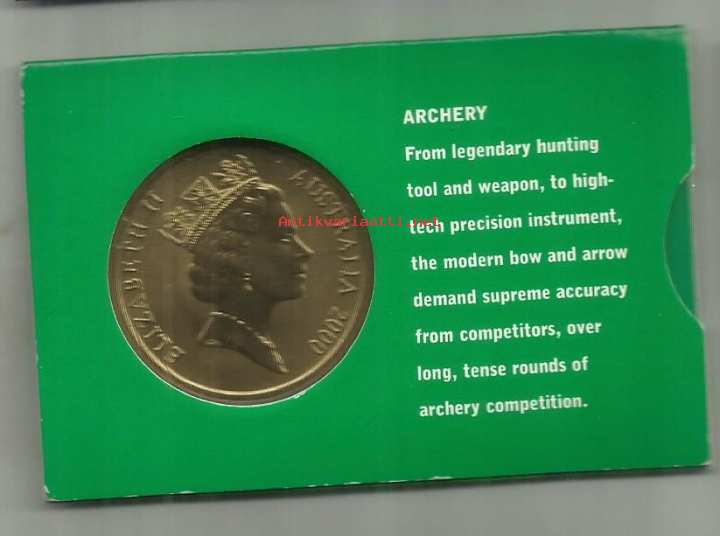 ELIZABETH II
AUSTRALIA 2000
Antikvariaatti.net
ARCHERY
From legendary hunting
tool and weapon, to high-
tech precision instrument,
the modern bow and arrow
demand supreme accuracy
from competitors, over
long, tense rounds of
archery competition.